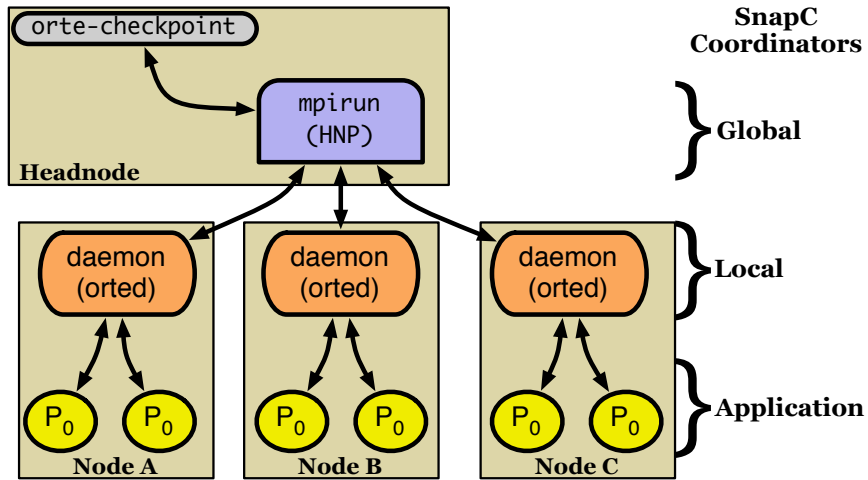 orte-checkpoint
SnapC
Coordinators
mpirun
(HNP)
Global
Headnode
daemon
(orted)
daemon
(orted)
daemon
(orted)
Local
P0
P0
P0
P0
P0
P0
Application
Node A
Node B
Node C